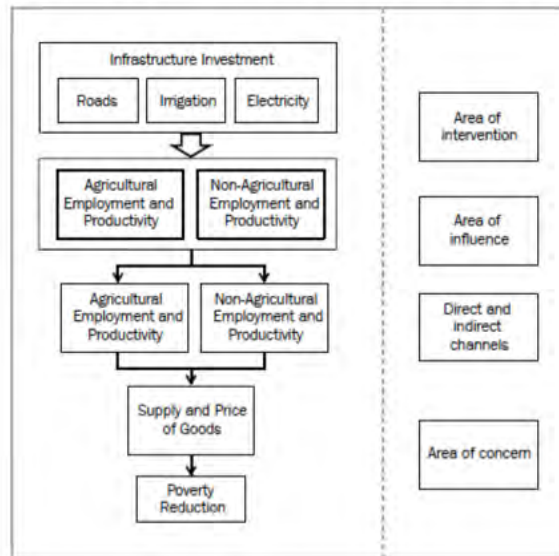 Infrastructure Investment
Roads
Irrigation
Electricity
Area of
intervention
Agricultural
Employment and
Productivity
Non-Agricultural
Employment and
Productivity
Area of
influence
Agricultural
Employment and
Productivity
Non-Agricultural
Employment and
Productivity
Direct and
indirect
channels
Supply and Price
of Goods
Area of concern
Poverty
Reduction